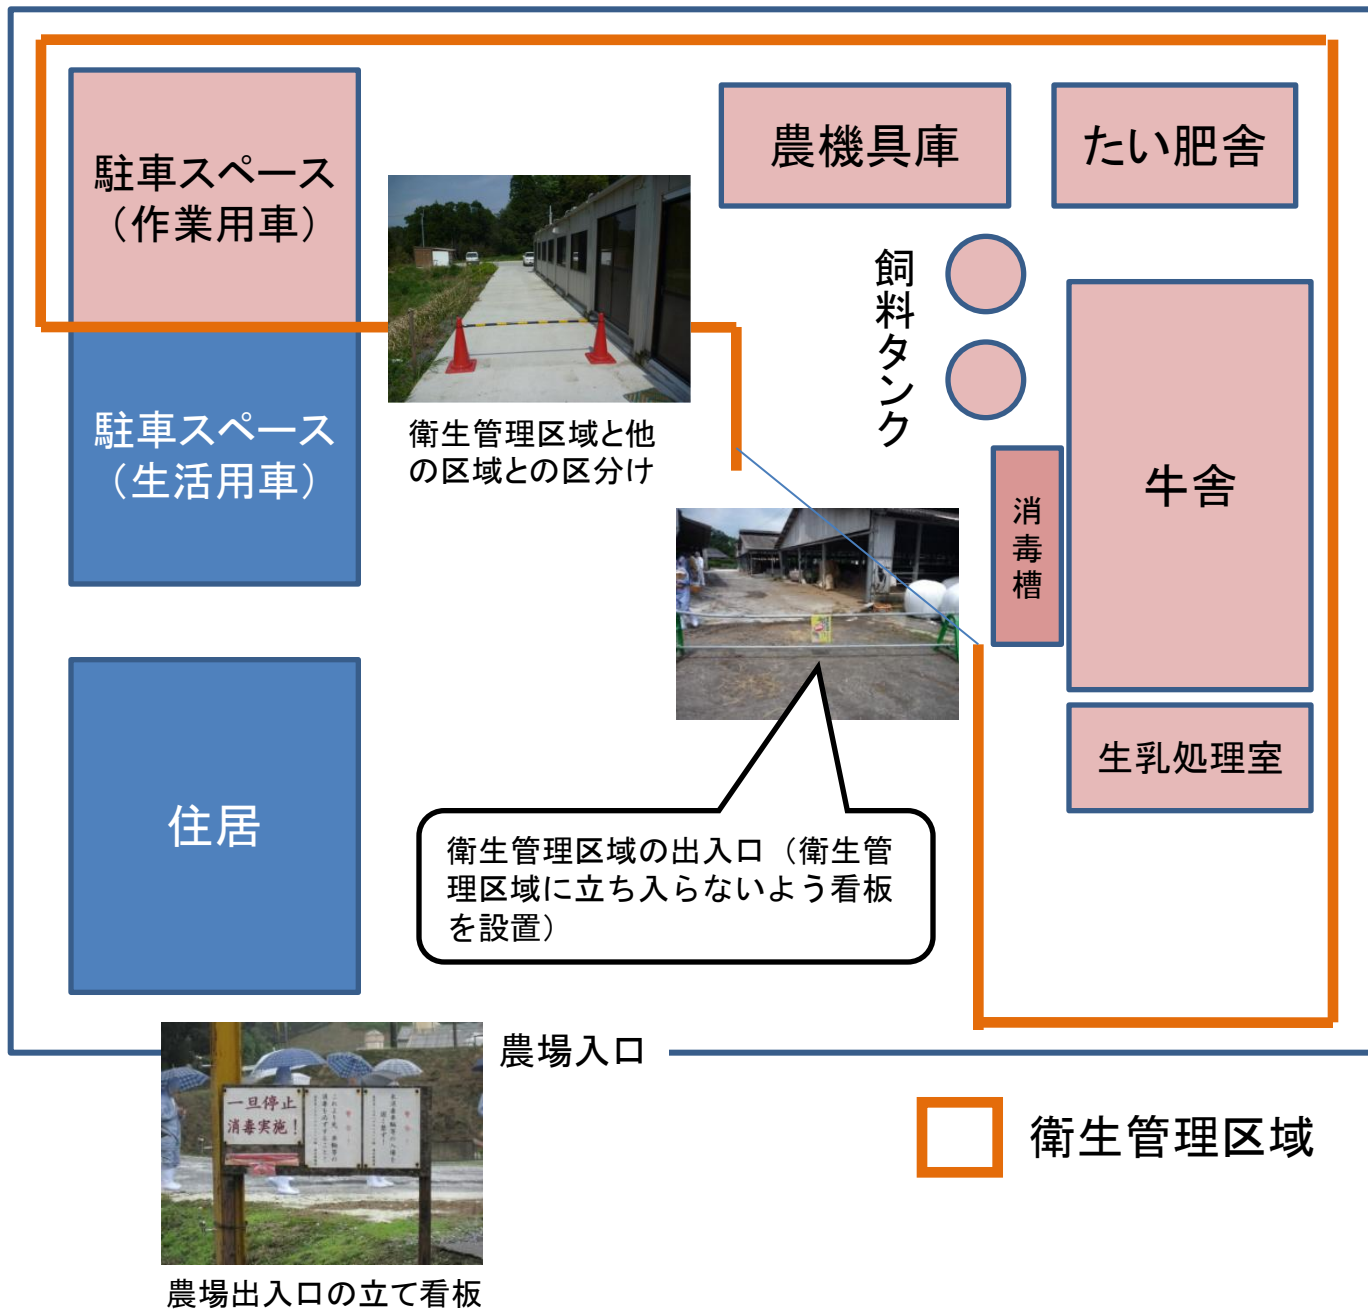 駐車スペース
（作業用車）
農機具庫
たい肥舎
飼料タンク
駐車スペース
（生活用車）
衛生管理区域と他
の区域との区分け
消毒槽
牛舎
生乳処理室
住居
衛生管理区域の出入口（衛生管
理区域に立ち入らないよう看板
を設置）
農場入口
一旦停止
消毒実施！
衛生管理区域
農場出入口の立て看板